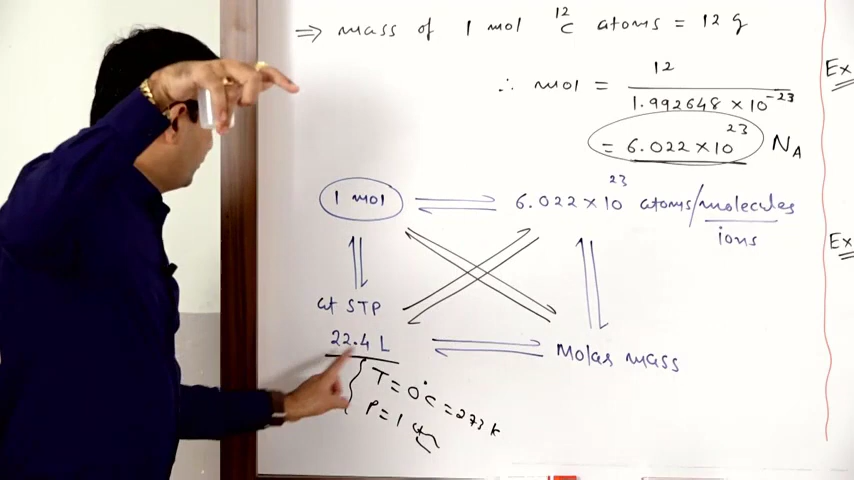 ⇒ mass of 1 mol ¹²C atoms = 12 g
∴ mol = 12 / 1.992648 × 10⁻²³
= 6.022 × 10²³ N_A
1 mol ⇌ 6.022 × 10²³ atoms/molecules
ions
at STP
22.4 L ⇌ Molar mass
T = 0°C = 273 K
P = 1 atm
Ex
Ex